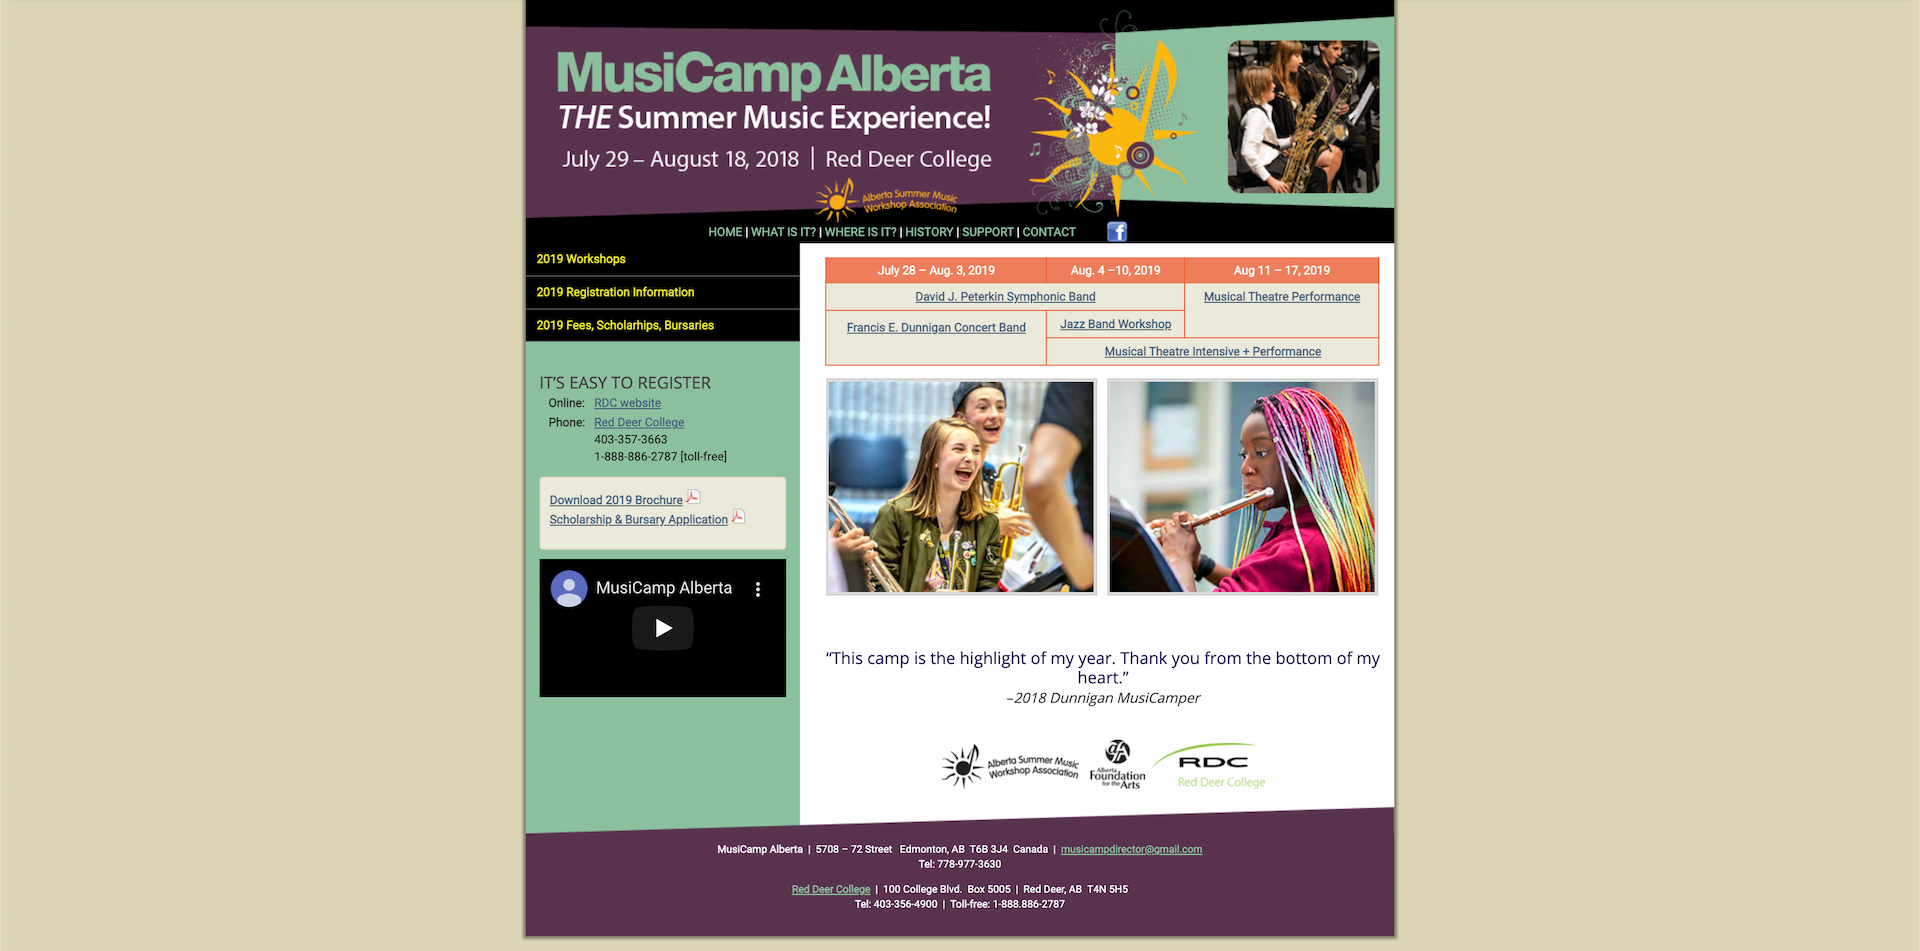 MusiCamp Alberta
THE Summer Music Experience!
July 29 – August 18, 2018 | Red Deer College
Alberta Summer Music
Workshop Association
HOME | WHAT IS IT? | WHERE IS IT? | HISTORY | SUPPORT | CONTACT
f
2019 Workshops
2019 Registration Information
2019 Fees, Scholarhips, Bursaries
IT'S EASY TO REGISTER
Online: RDC website
Phone: Red Deer College
403-357-3663
1-888-886-2787 [toll-free]
Download 2019 Brochure
Scholarship & Bursary Application
MusiCamp Alberta
July 28 – Aug. 3, 2019 Aug. 4 –10, 2019 Aug 11 – 17, 2019
David J. Peterkin Symphonic Band Musical Theatre Performance
Francis E. Dunnigan Concert Band Jazz Band Workshop
Musical Theatre Intensive + Performance
“This camp is the highlight of my year. Thank you from the bottom of my
heart.”
–2018 Dunnigan MusiCamper
Alberta Summer Music
Workshop Association
afA
Alberta
Foundation
for the Arts
RDC
Red Deer College
MusiCamp Alberta | 5708 – 72 Street Edmonton, AB T6B 3J4 Canada | musicampdirector@gmail.com
Tel: 778-977-3630
Red Deer College | 100 College Blvd. Box 5005 | Red Deer, AB T4N 5H5
Tel: 403-356-4900 | Toll-free: 1-888.886-2787